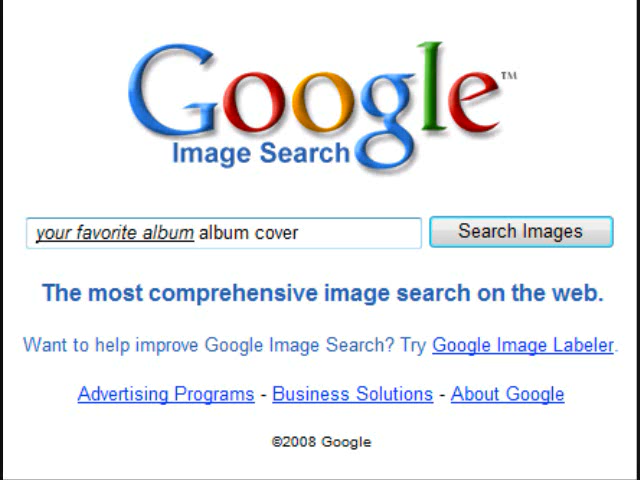 Google™
Image Search
your favorite album album cover
Search Images
The most comprehensive image search on the web.
Want to help improve Google Image Search? Try Google Image Labeler.
Advertising Programs - Business Solutions - About Google
©2008 Google